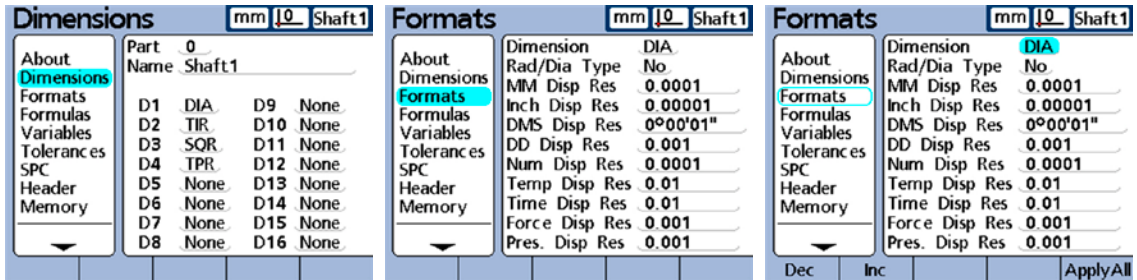 Dimensions mm 0 Shaft1
About
Dimensions
Formats
Formulas
Variables
Tolerances
SPC
Header
Memory
Part 0
Name Shaft1
D1 DIA D9 None
D2 TIR D10 None
D3 SQR D11 None
D4 TPR D12 None
D5 None D13 None
D6 None D14 None
D7 None D15 None
D8 None D16 None
Formats mm 0 Shaft1
About
Dimensions
Formats
Formulas
Variables
Tolerances
SPC
Header
Memory
Dimension DIA
Rad/Dia Type No
MM Disp Res 0.0001
Inch Disp Res 0.00001
DMS Disp Res 0°00'01"
DD Disp Res 0.001
Num Disp Res 0.0001
Temp Disp Res 0.01
Time Disp Res 0.01
Force Disp Res 0.001
Pres. Disp Res 0.001
Formats mm 0 Shaft1
About
Dimensions
Formats
Formulas
Variables
Tolerances
SPC
Header
Memory
Dimension DIA
Rad/Dia Type No
MM Disp Res 0.0001
Inch Disp Res 0.00001
DMS Disp Res 0°00'01"
DD Disp Res 0.001
Num Disp Res 0.0001
Temp Disp Res 0.01
Time Disp Res 0.01
Force Disp Res 0.001
Pres. Disp Res 0.001
Dec Inc ApplyAll